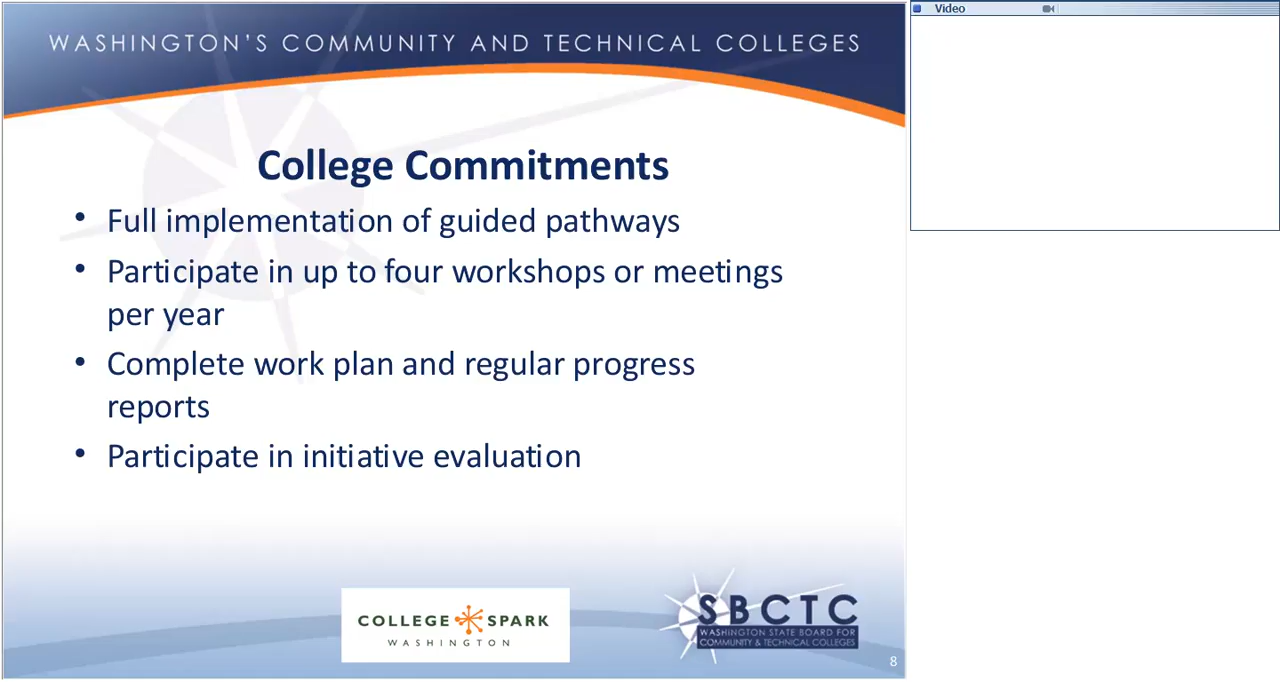 WASHINGTON'S COMMUNITY AND TECHNICAL COLLEGES
Video
College Commitments
• Full implementation of guided pathways
• Participate in up to four workshops or meetings
per year
• Complete work plan and regular progress
reports
• Participate in initiative evaluation
COLLEGE SPARK
WASHINGTON
SBCTC
WASHINGTON STATE BOARD FOR
COMMUNITY & TECHNICAL COLLEGES
8